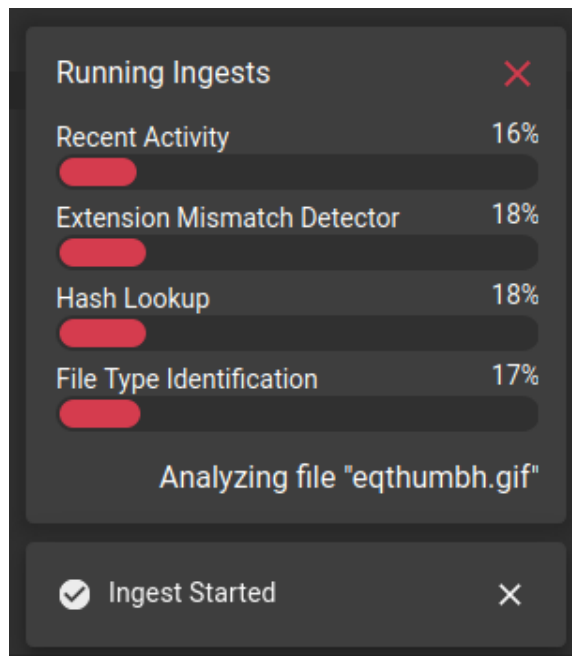 Running Ingests
Recent Activity 16%
Extension Mismatch Detector 18%
Hash Lookup 18%
File Type Identification 17%
Analyzing file "eqthumbh.gif"
Ingest Started